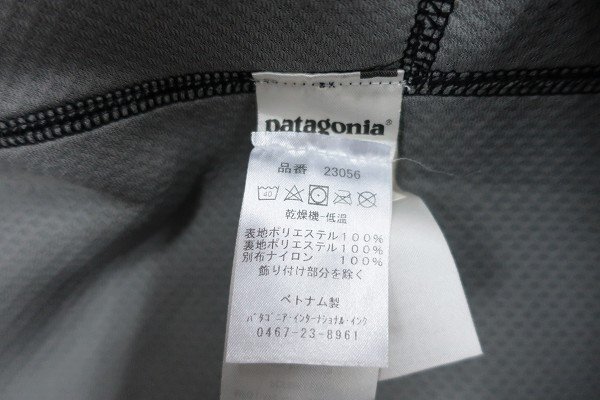 patagonia®
品番 23056
40
乾燥機-低温
表地ポリエステル100%
裏地ポリエステル100%
別布ナイロン 100%
飾り付け部分を除く
ベトナム製
パタゴニア・インターナショナル・インク
0467-23-8961